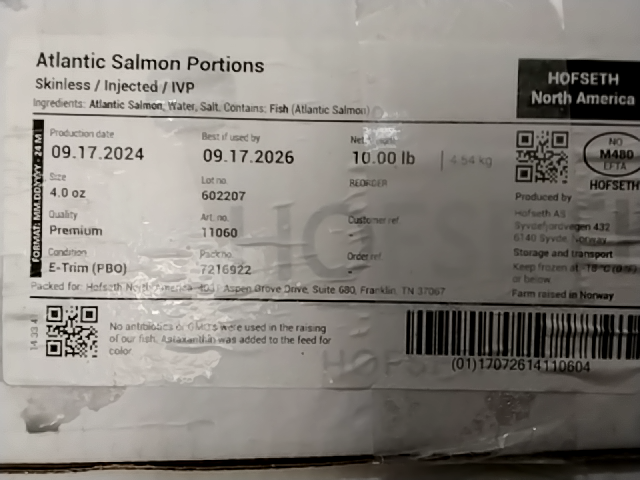 Atlantic Salmon Portions
Skinless / Injected / IVP
Ingredients: Atlantic Salmon, Water, Salt. Contains: Fish (Atlantic Salmon)
HOFSETH
North America
FORMAT: MM.DD.YYYY - 24 M
Production date
09.17.2024
Best if used by
09.17.2026
Net
10.00 lb | 4.54 kg
Size
4.0 oz
Lot no.
602207
REORDER
Quality
Premium
Art. no.
11060
Customer ref.
Condition
E-Trim (PBO)
Pack no.
7216922
Order ref.
-
NO
M480
EFTA
HOFSETH
Produced by
Hofseth AS
Syvdefjordvegen 432
6140 Syvde, Norway
Storage and transport
Keep frozen at -18°C
or below.
Farm raised in Norway
Packed for: Hofseth North America Aspen Grove Drive, Suite 680, Franklin, TN 37067
14:33:41
No antibiotics or GMO's were used in the raising
of our fish. Astaxanthin was added to the feed for
color.
(01)17072614110604